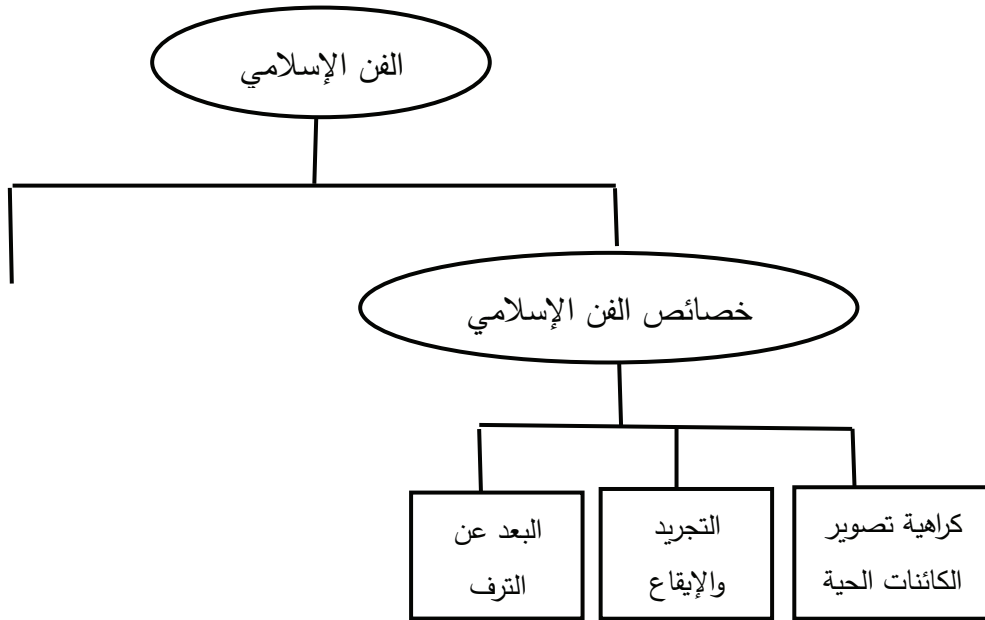 الفن الإسلامي
خصائص الفن الإسلامي
كراهية تصوير
الكائنات الحية
التجريد
والإيقاع
البعد عن
الترف